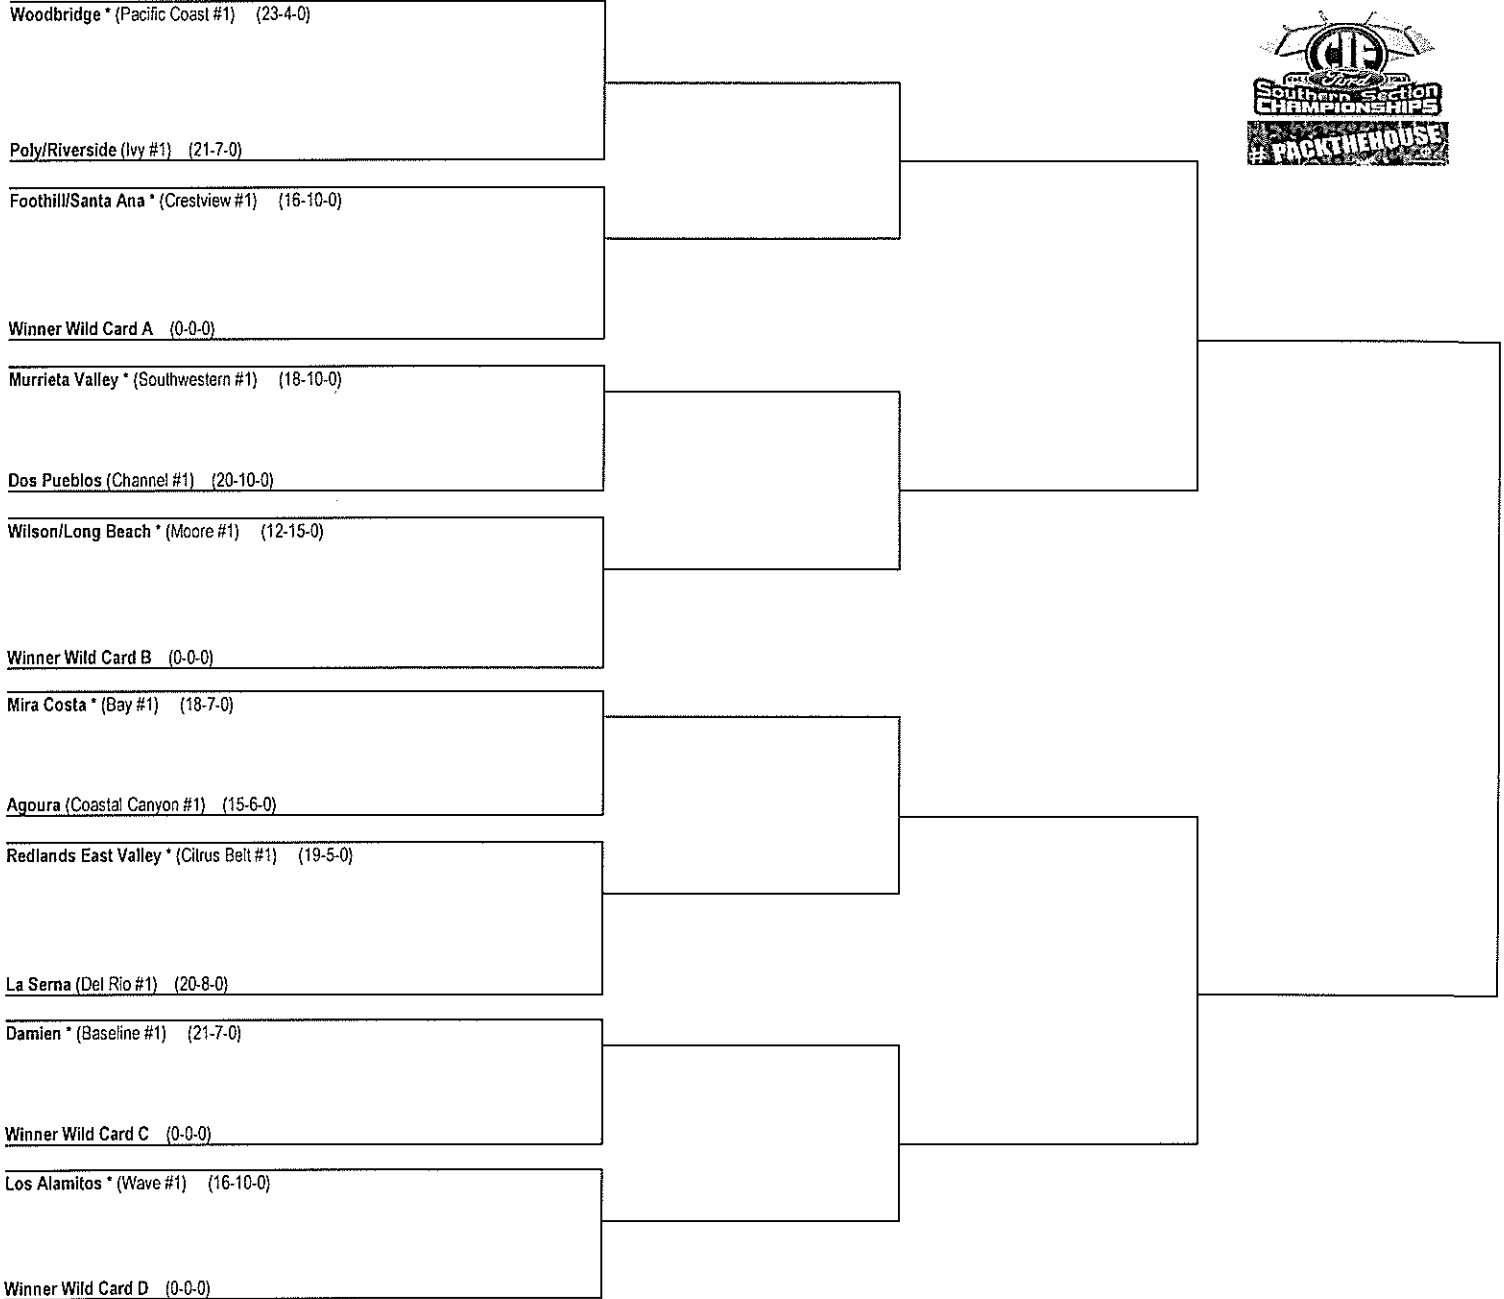 Woodbridge * (Pacific Coast #1) (23-4-0)
CIF
Ford
Southern Section
CHAMPIONSHIPS
# PACKTHEHOUSE
Poly/Riverside (Ivy #1) (21-7-0)
Foothill/Santa Ana * (Crestview #1) (16-10-0)
Winner Wild Card A (0-0-0)
Murrieta Valley * (Southwestern #1) (18-10-0)
Dos Pueblos (Channel #1) (20-10-0)
Wilson/Long Beach * (Moore #1) (12-15-0)
Winner Wild Card B (0-0-0)
Mira Costa * (Bay #1) (18-7-0)
Agoura (Coastal Canyon #1) (15-6-0)
Redlands East Valley * (Citrus Belt #1) (19-5-0)
La Serna (Del Rio #1) (20-8-0)
Damien * (Baseline #1) (21-7-0)
Winner Wild Card C (0-0-0)
Los Alamitos * (Wave #1) (16-10-0)
Winner Wild Card D (0-0-0)